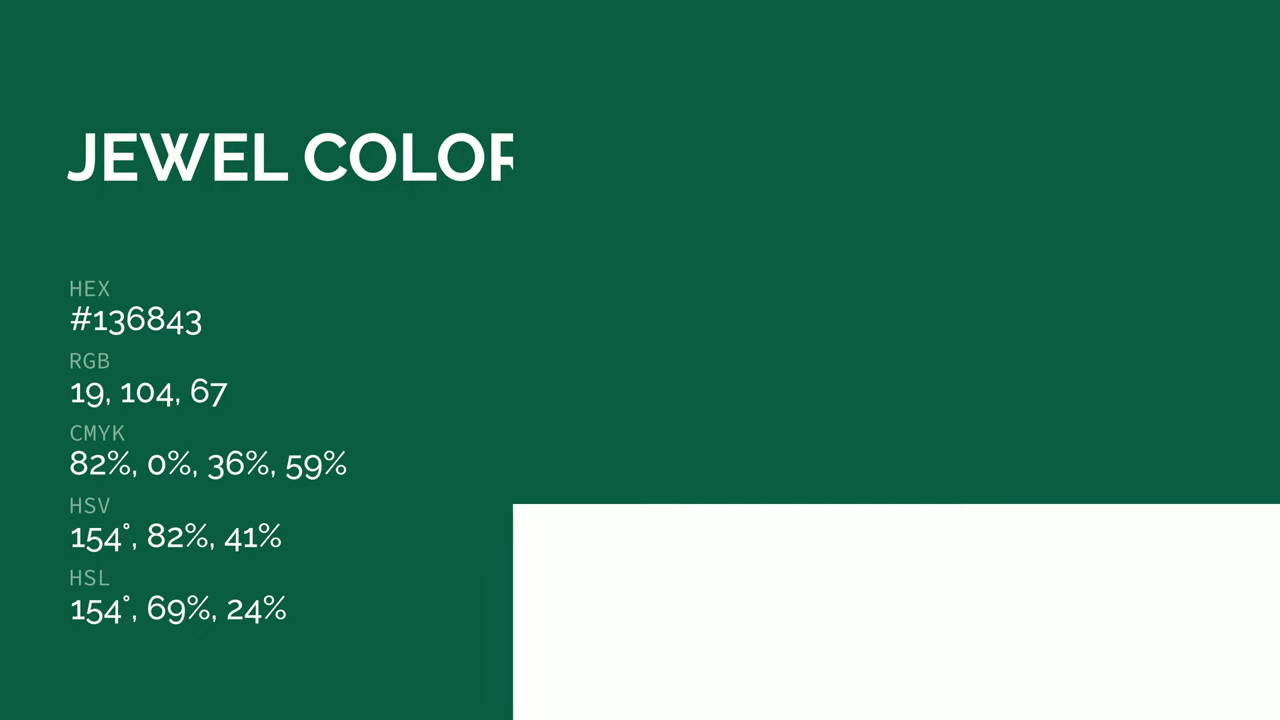 JEWEL COLOR
HEX
#136843
RGB
19, 104, 67
CMYK
82%, 0%, 36%, 59%
HSV
154°, 82%, 41%
HSL
154°, 69%, 24%